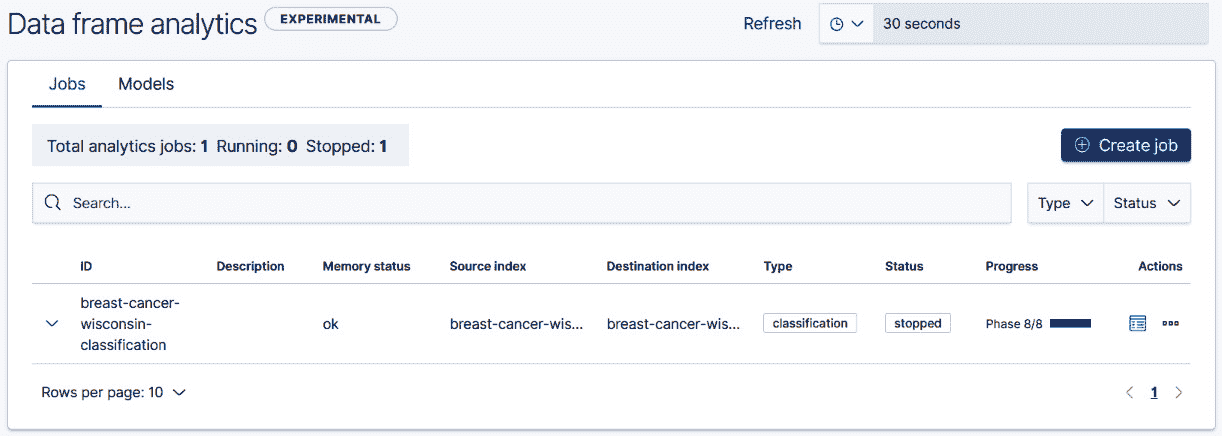 Data frame analytics EXPERIMENTAL Refresh 30 seconds
Jobs Models
Total analytics jobs: 1 Running: 0 Stopped: 1 Create job
Search... Type Status
ID Description Memory status Source index Destination index Type Status Progress Actions
breast-cancer-
wisconsin-
classification
ok breast-cancer-wis... breast-cancer-wis... classification stopped Phase 8/8
Rows per page: 10 1